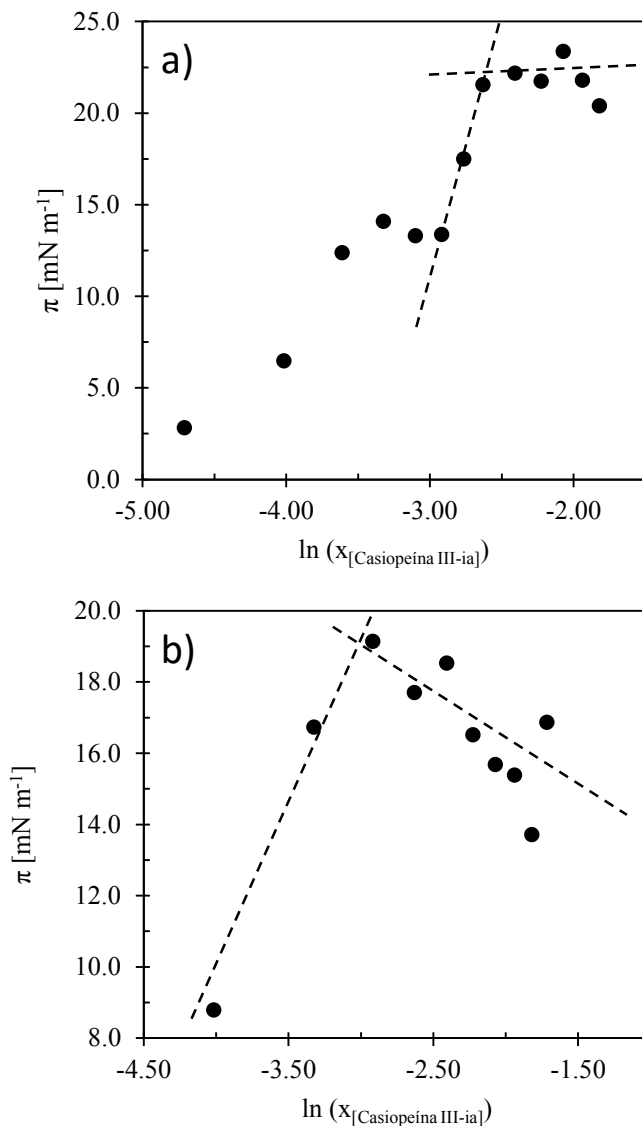 a)
25.0
20.0
15.0
10.0
5.0
0.0
π [mN m⁻¹]
-5.00 -4.00 -3.00 -2.00
ln (x[Casiopeína III-ia])
b)
20.0
18.0
16.0
14.0
12.0
10.0
8.0
π [mN m⁻¹]
-4.50 -3.50 -2.50 -1.50
ln (x[Casiopeína III-ia])